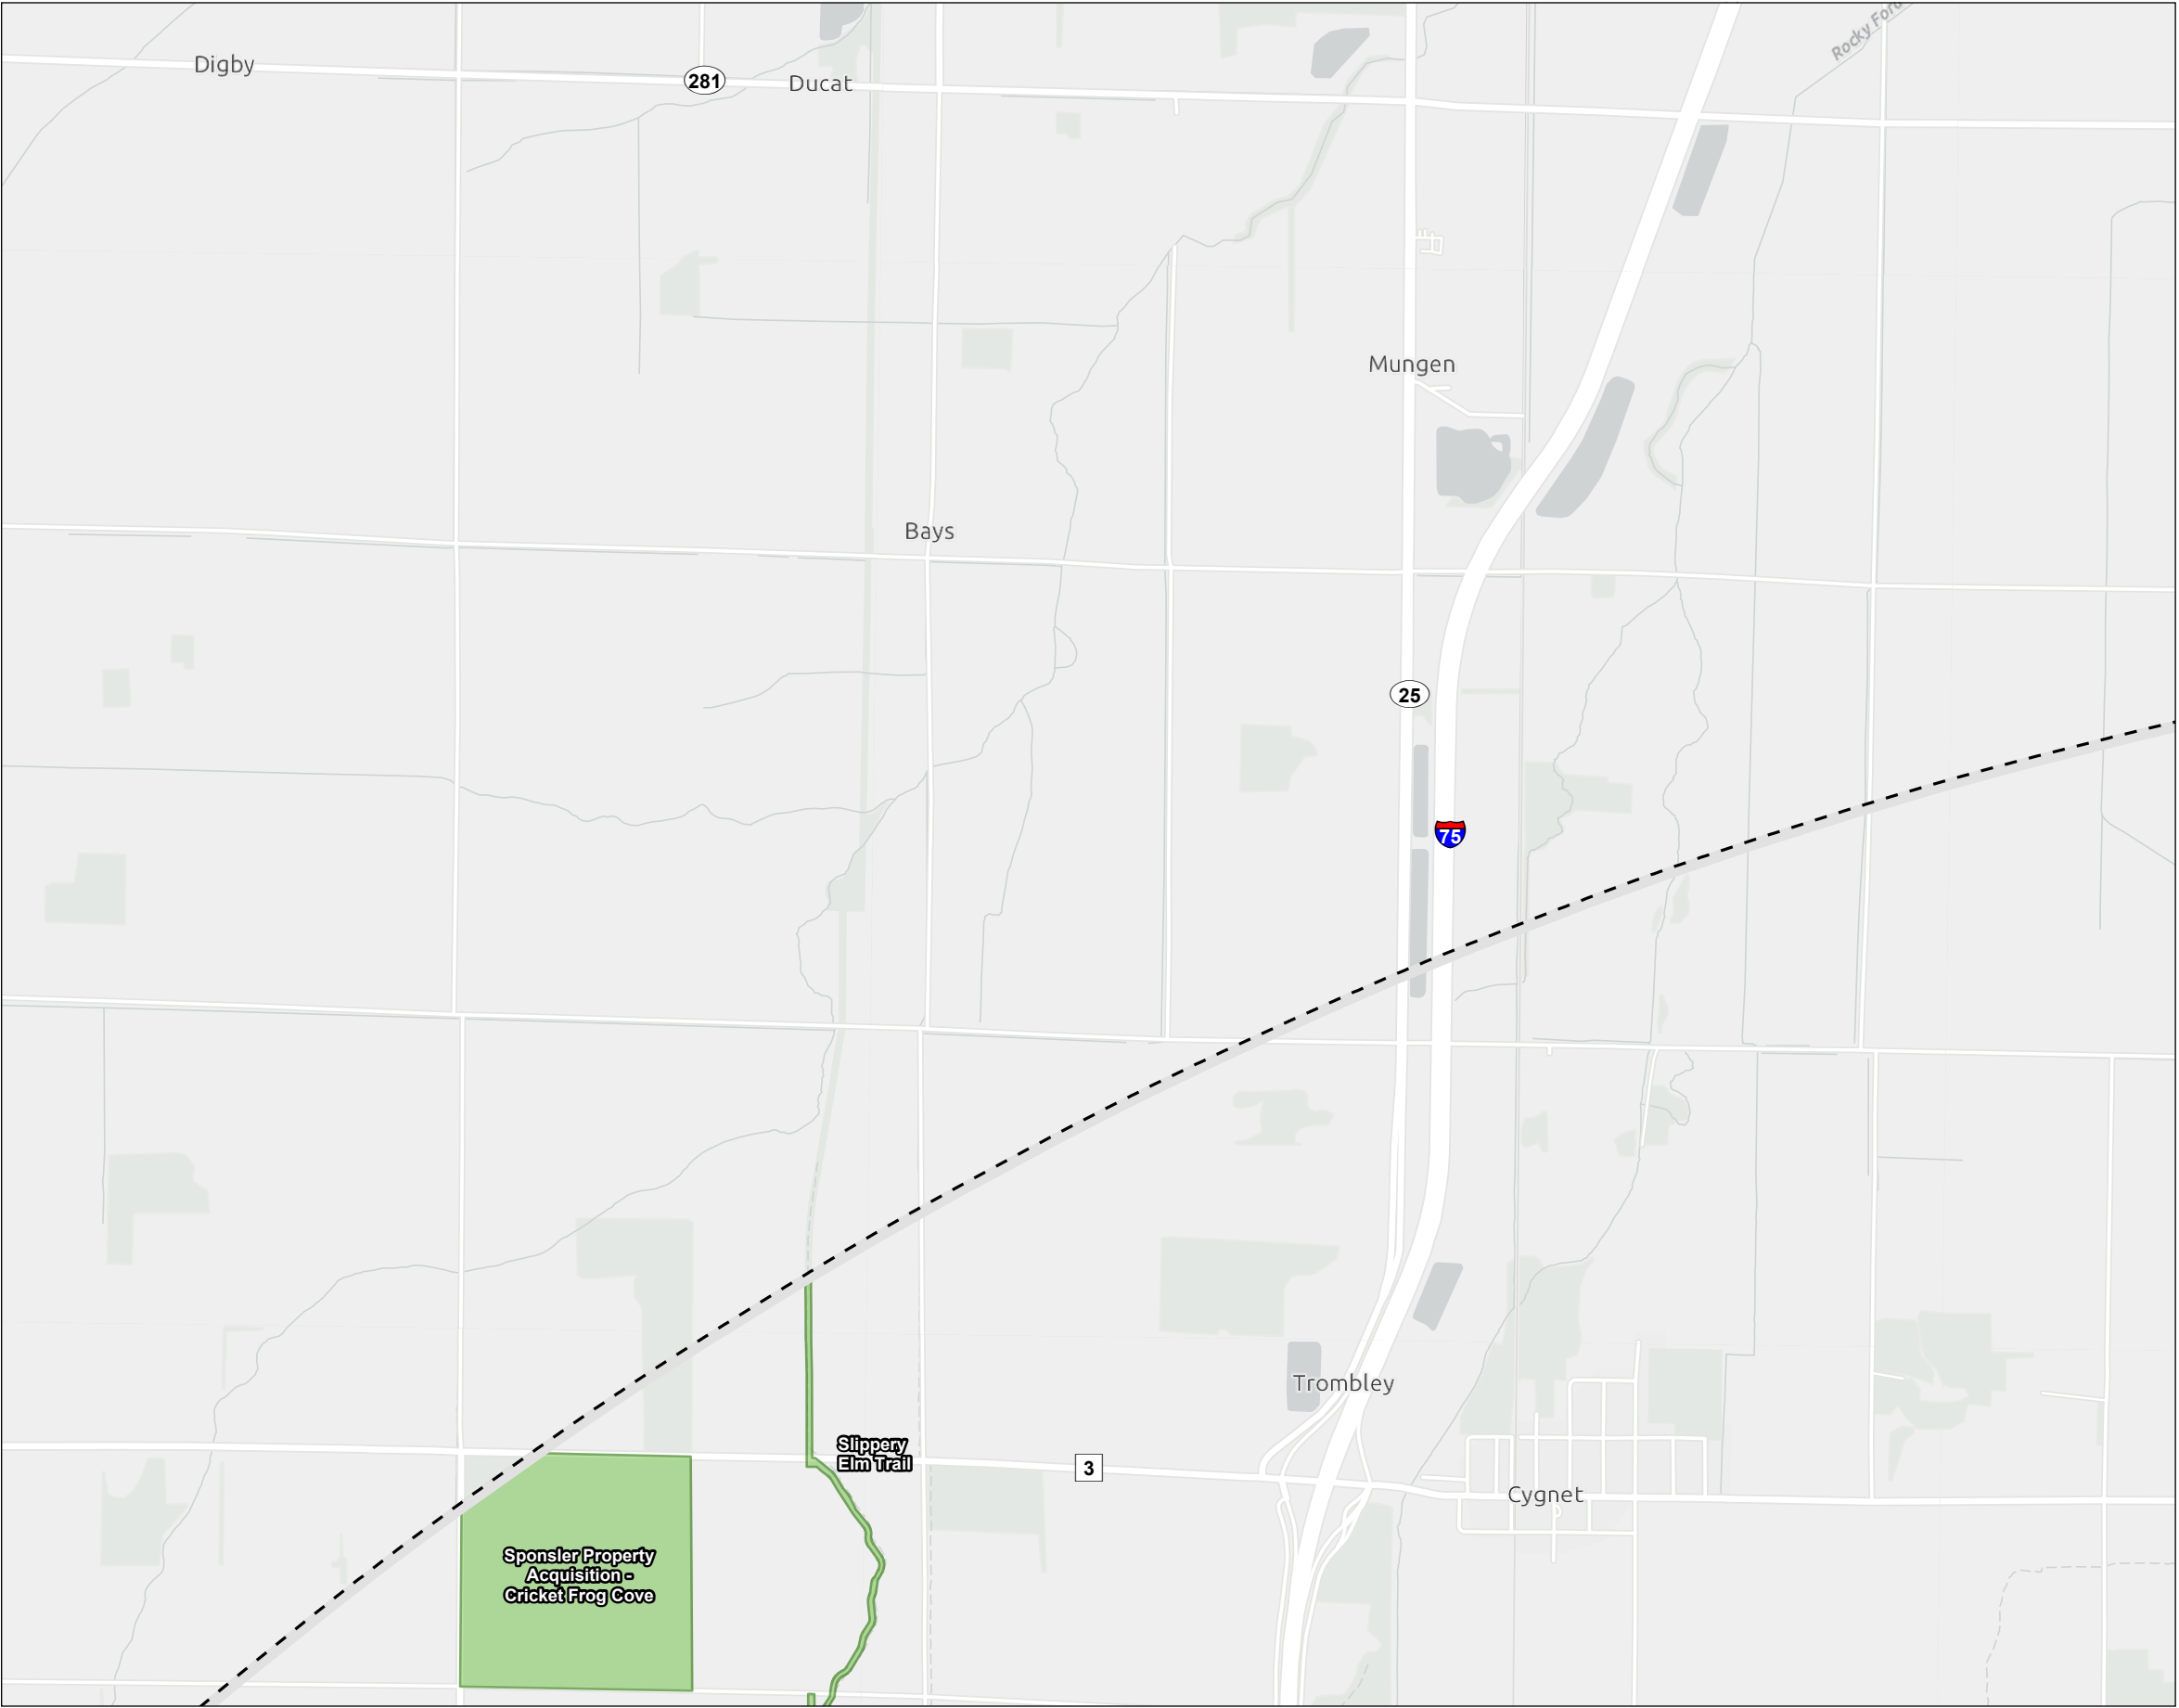 Rocky Ford
Digby
281
Ducat
Mungen
Bays
25
75
Trombley
Slippery
Elm Trail
3
Cygnet
Sponsler Property
Acquisition -
Cricket Frog Cove